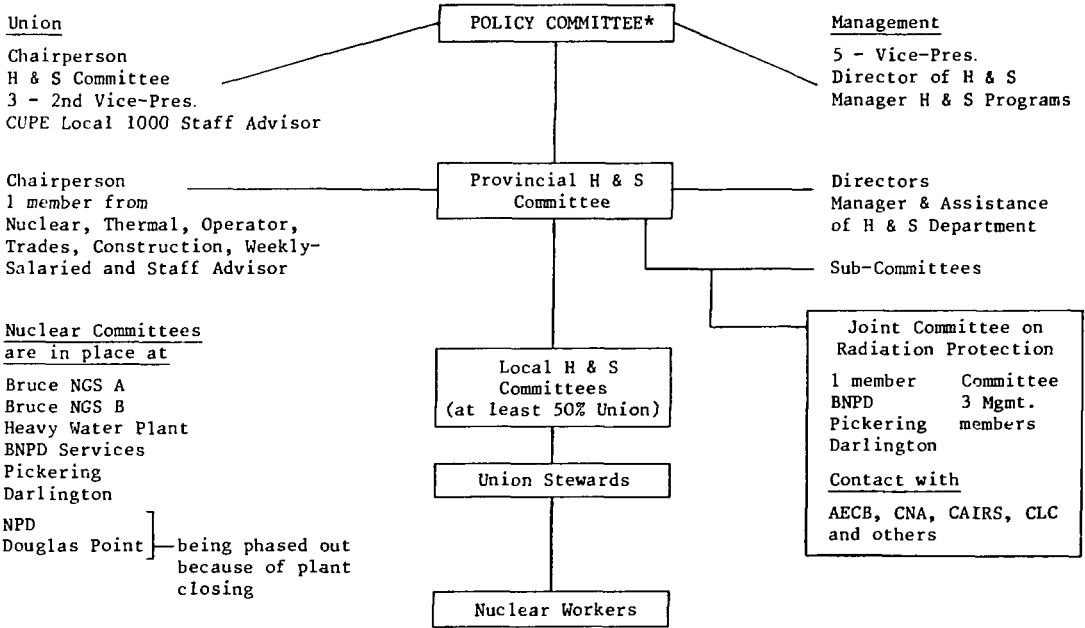 Union
Chairperson
H & S Committee
3 - 2nd Vice-Pres.
CUPE Local 1000 Staff Advisor
POLICY COMMITTEE*
Management
5 - Vice-Pres.
Director of H & S
Manager H & S Programs
Chairperson
1 member from
Nuclear, Thermal, Operator,
Trades, Construction, Weekly-
Salaried and Staff Advisor
Provincial H & S
Committee
Directors
Manager & Assistance
of H & S Department
Sub-Committees
Nuclear Committees
are in place at
Bruce NGS A
Bruce NGS B
Heavy Water Plant
BNPD Services
Pickering
Darlington
NPD
Douglas Point
being phased out
because of plant
closing
Local H & S
Committees
(at least 50% Union)
Union Stewards
Nuclear Workers
Joint Committee on
Radiation Protection
1 member Committee
BNPD 3 Mgmt.
Pickering members
Darlington
Contact with
AECB, CNA, CAIRS, CLC
and others